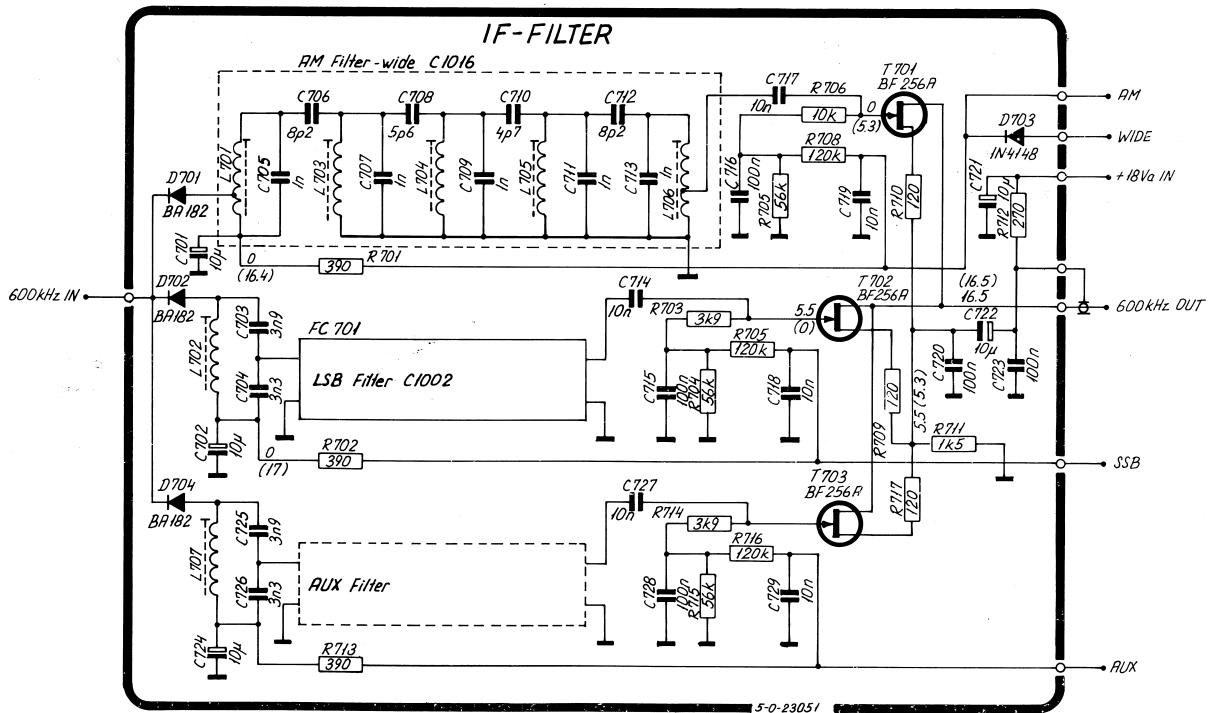 IF-FILTER
AM Filter-wide C1016
C706
8p2
C708
5p6
C710
4p7
C712
8p2
L701
C705
1n
L703
C707
1n
L704
C709
1n
L705
C711
1n
C713
1n
L706
D701
BA182
C701
10µ
0
(16.4)
R701
390
C717
10n
R706
10k
0
(5.3)
T701
BF256A
R708
120k
C716
100n
R705
56k
C719
10n
R710
120
AM
D703
1N4148
WIDE
+18Va IN
C721
10µ
R712
270
600kHz IN
D702
BA182
C703
3n9
L702
C704
3n3
C702
10µ
0
(17)
R702
390
FC 701
LSB Filter C1002
C714
10n
R703
3k9
5.5
(0)
T702
BF256A
R705
120k
C715
100n
R704
56k
C718
10n
R709
120
(16.5)
16.5
600kHz OUT
C722
10µ
C720
100n
C723
100n
5.5 (5.3)
R711
1k5
SSB
D704
BA182
C725
3n9
L707
C726
3n3
C724
10µ
R713
390
AUX Filter
C727
10n
R714
3k9
T703
BF256A
R716
120k
C728
100n
R715
56k
C729
10n
R717
120
AUX
5-0-23051